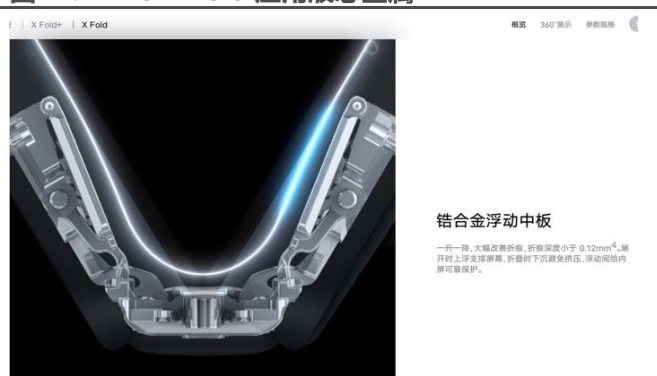 X Fold+ | X Fold
概览 360°展示 参数规格
锆合金浮动中板
一升一降,大幅改善折痕,折痕深度小于 0.12mm4。展
开时上浮支撑屏幕,折叠时下沉避免挤压,浮动间给内
屏可靠保护。